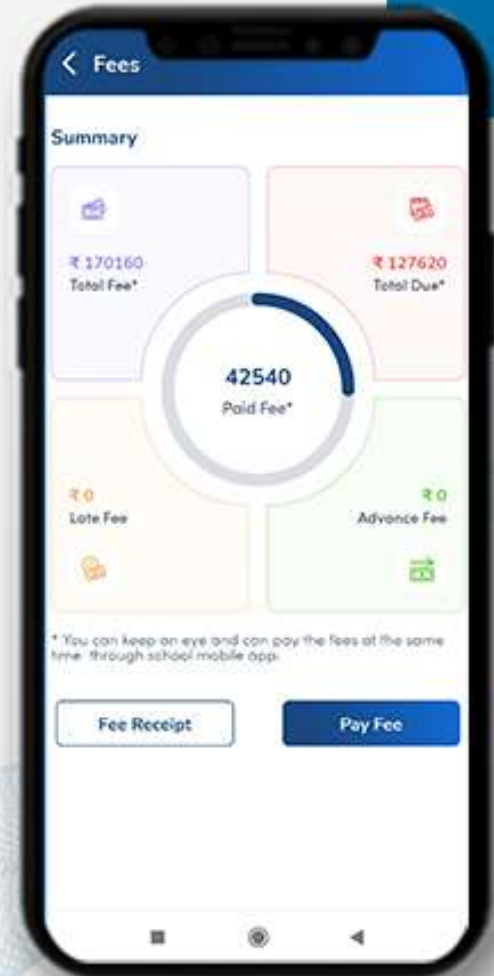 Fees
Summary
₹ 170160
Total Fee*
₹ 127620
Total Due*
42540
Paid Fee*
₹ 0
Late Fee
₹ 0
Advance Fee
* You can keep an eye and can pay the fees at the same
time through school mobile app.
Fee Receipt
Pay Fee